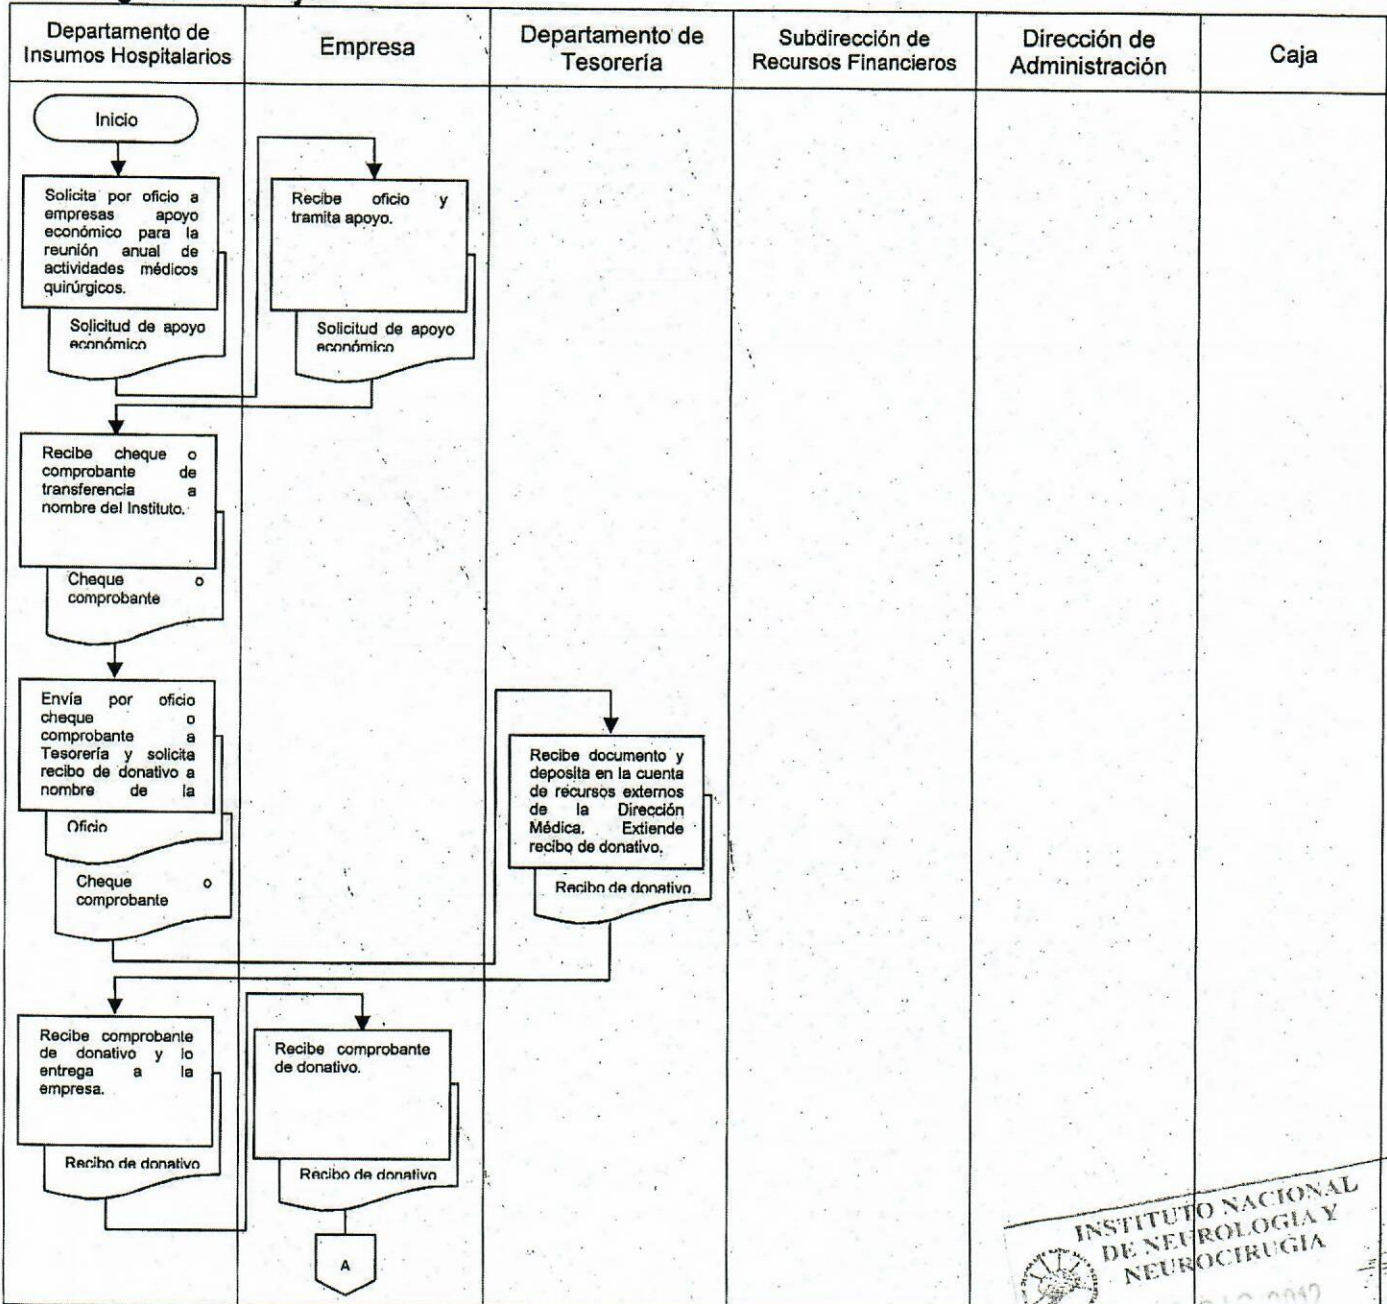 Departamento de
Insumos Hospitalarios
Empresa
Departamento de
Tesorería
Subdirección de
Recursos Financieros
Dirección de
Administración
Caja
Inicio
Solicita por oficio a
empresas apoyo
económico para la
reunión anual de
actividades médicos
quirúrgicos.
Solicitud de apoyo
económico
Recibe oficio y
tramita apoyo.
Solicitud de apoyo
económico
Recibe cheque o
comprobante de
transferencia a
nombre del Instituto.
Cheque o
comprobante
Envía por oficio
cheque o
comprobante a
Tesorería y solicita
recibo de donativo a
nombre de la
Oficio
Cheque o
comprobante
Recibe documento y
deposita en la cuenta
de recursos externos
de la Dirección
Médica. Extiende
recibo de donativo.
Recibo de donativo
Recibe comprobante
de donativo y lo
entrega a la
empresa.
Recibo de donativo
Recibe comprobante
de donativo.
Recibo de donativo
A
INSTITUTO NACIONAL
DE NEUROLOGIA Y
NEUROCIRUGIA
2012